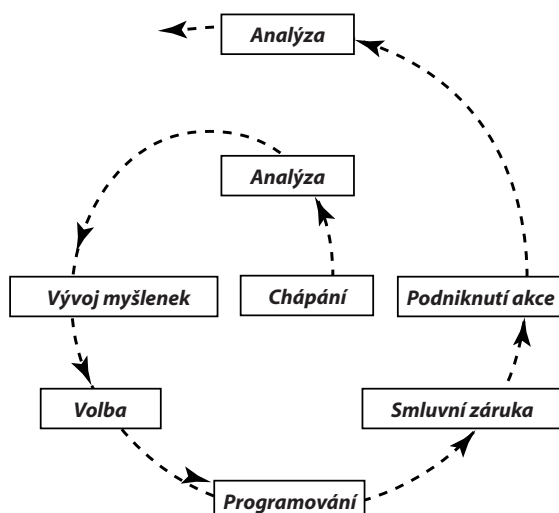 Analýza
Analýza
Vývoj myšlenek
Chápání
Podniknutí akce
Volba
Smluvní záruka
Programování